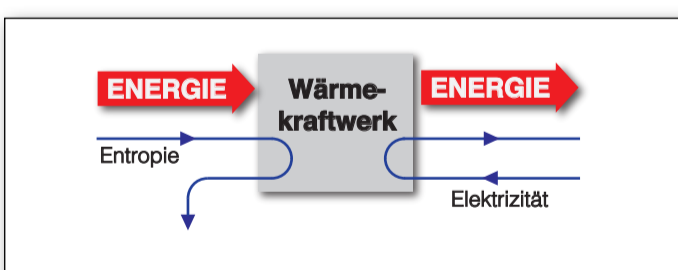 ENERGIE
Wärme-
kraftwerk
ENERGIE
Entropie
Elektrizität